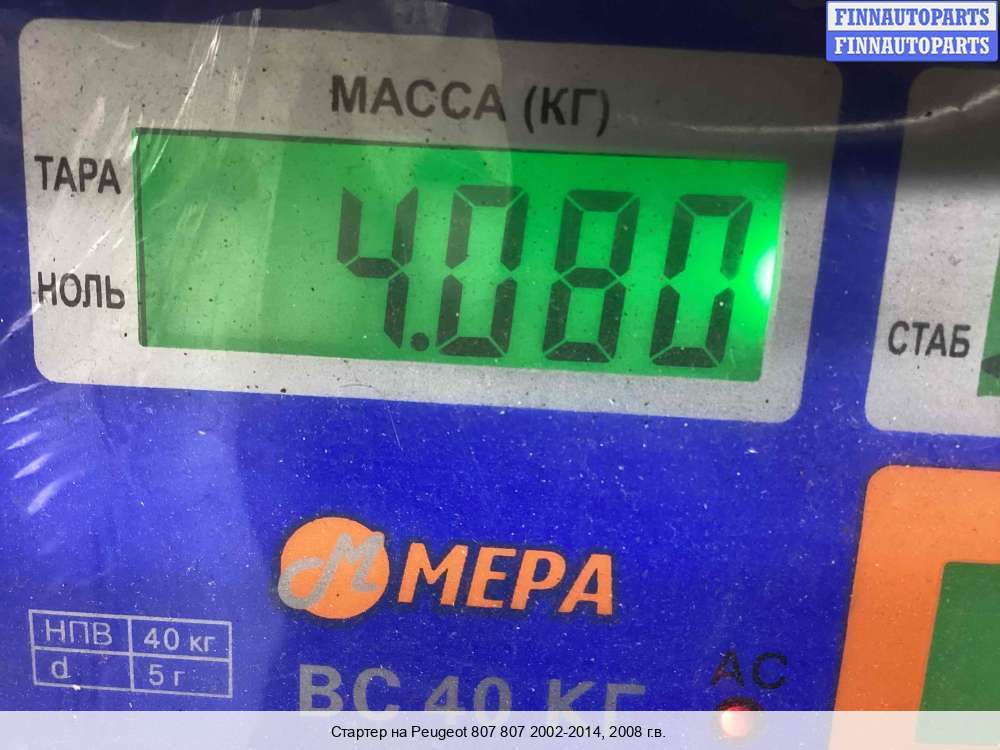 FINNAUTOPARTS
FINNAUTOPARTS
МАССА (КГ)
ТАРА
4.080
НОЛЬ
СТАБ
М МЕРА
НПВ 40 кг
d 5 г
ВС 40 КГ
AC
Стартер на Peugeot 807 807 2002-2014, 2008 г.в.